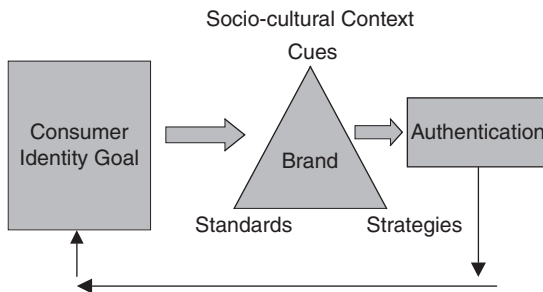 Socio-cultural Context
Cues
Consumer
Identity Goal
Brand
Authentication
Standards
Strategies